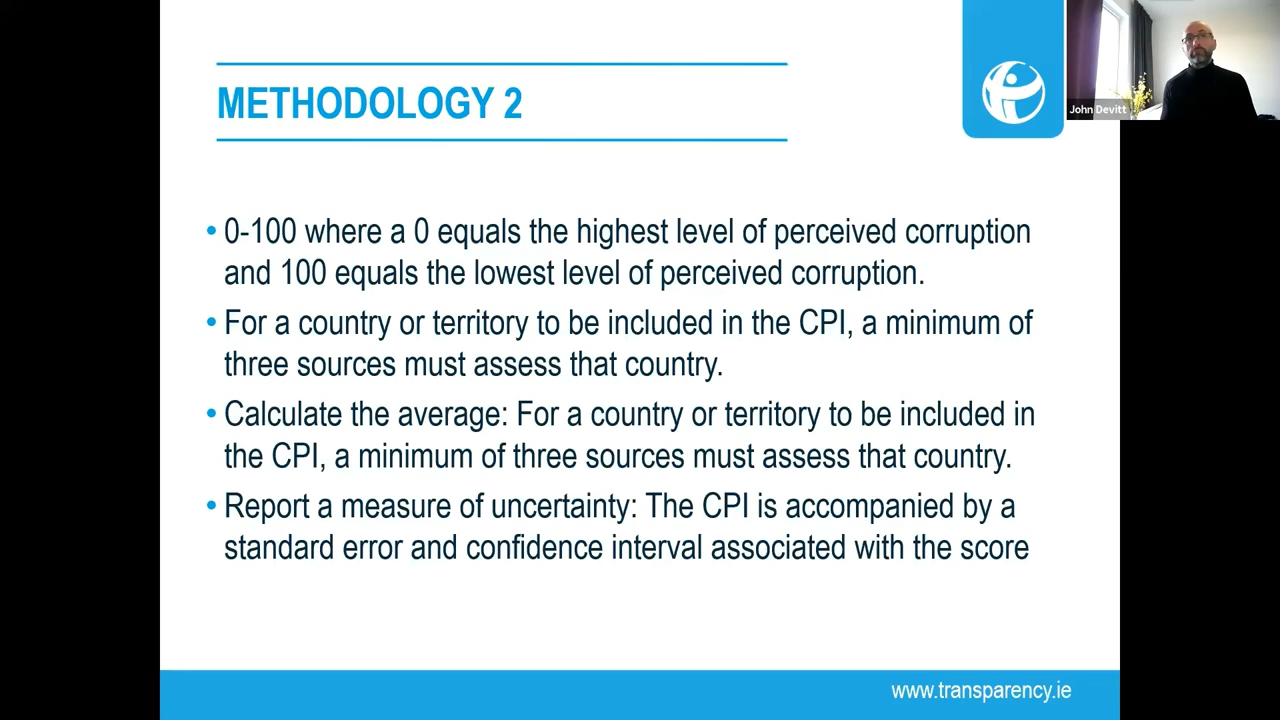 METHODOLOGY 2
John Devitt
• 0-100 where a 0 equals the highest level of perceived corruption
and 100 equals the lowest level of perceived corruption.
• For a country or territory to be included in the CPI, a minimum of
three sources must assess that country.
• Calculate the average: For a country or territory to be included in
the CPI, a minimum of three sources must assess that country.
• Report a measure of uncertainty: The CPI is accompanied by a
standard error and confidence interval associated with the score
www.transparency.ie